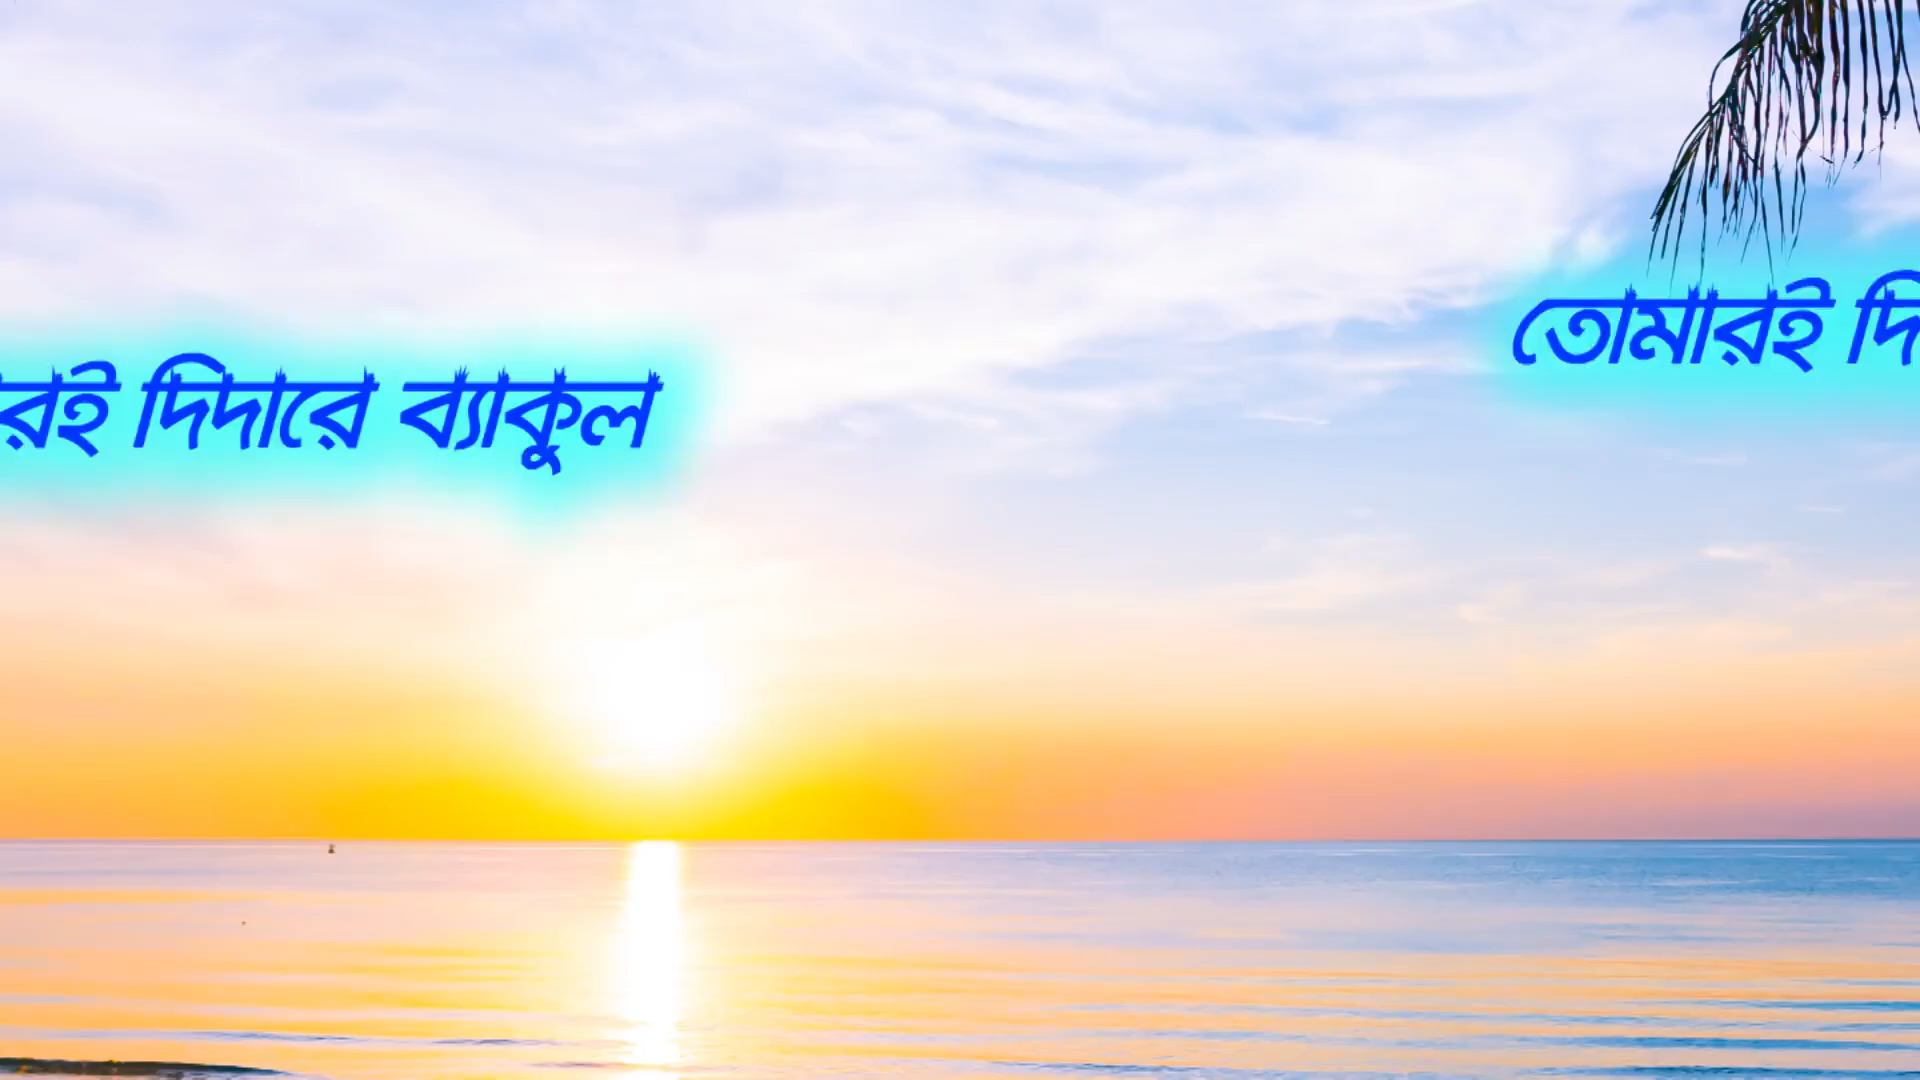 রই দিদারে ব্যাকুল
তোমারই দি